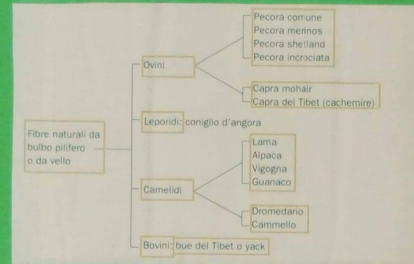 Fibre naturali da
bulbo pilifero
o da vello
Ovini
Pecora comune
Pecora merinos
Pecora shetland
Pecora incrociata
Capra mohair
Capra del Tibet (cachemire)
Leporidi: coniglio d'angora
Camelidi
Lama
Alpaca
Vigogna
Guanaco
Dromedario
Cammello
Bovini: bue del Tibet o yack